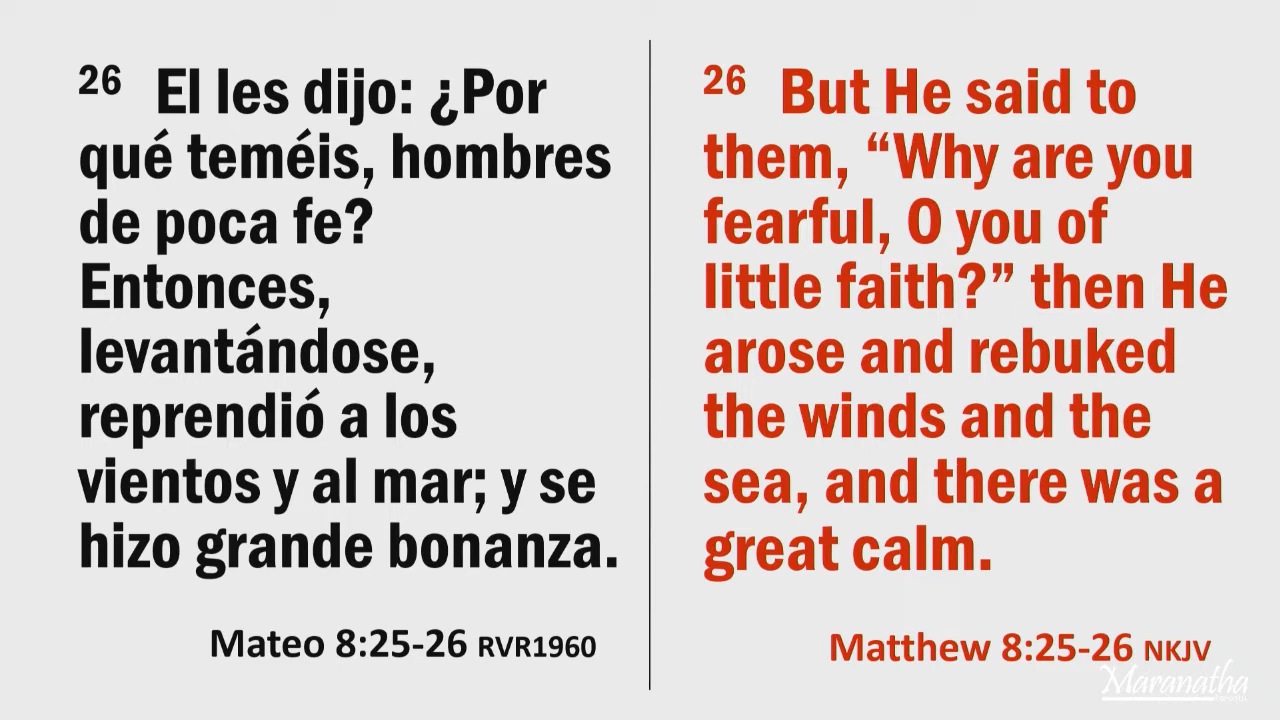 26 El les dijo: ¿Por
qué teméis, hombres
de poca fe?
Entonces,
levantándose,
reprendió a los
vientos y al mar; y se
hizo grande bonanza.
Mateo 8:25-26 RVR1960
26 But He said to
them, “Why are you
fearful, O you of
little faith?” then He
arose and rebuked
the winds and the
sea, and there was a
great calm.
Matthew 8:25-26 NKJV
Maranatha